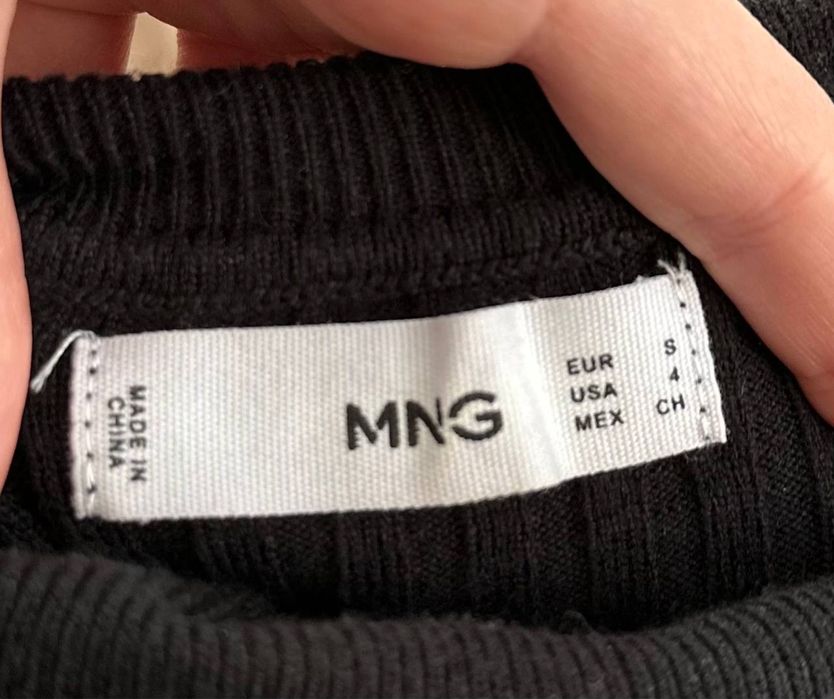 MADE IN
CHINA
MNG
EUR S
USA 4
MEX CH